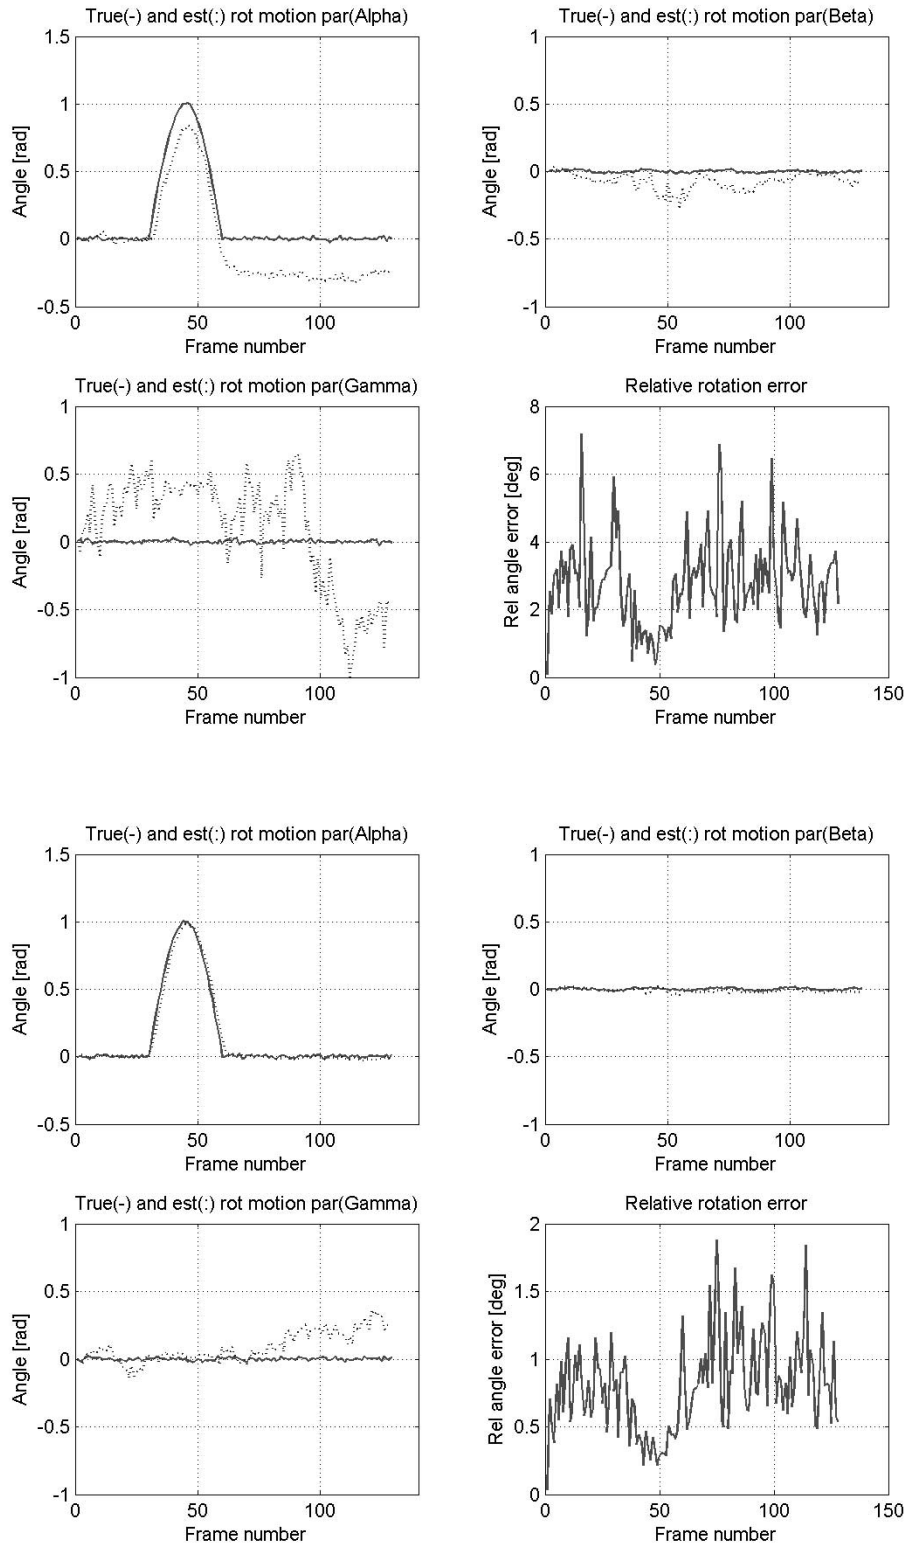 True(-) and est(:) rot motion par(Alpha)
1.5
1
0.5
0
-0.5
0
50
100
Angle [rad]
Frame number
True(-) and est(:) rot motion par(Beta)
1
0.5
0
-0.5
-1
0
50
100
Angle [rad]
Frame number
True(-) and est(:) rot motion par(Gamma)
1
0.5
0
-0.5
-1
0
50
100
Angle [rad]
Frame number
Relative rotation error
8
6
4
2
0
0
50
100
150
Rel angle error [deg]
Frame number
True(-) and est(:) rot motion par(Alpha)
1.5
1
0.5
0
-0.5
0
50
100
Angle [rad]
Frame number
True(-) and est(:) rot motion par(Beta)
1
0.5
0
-0.5
-1
0
50
100
Angle [rad]
Frame number
True(-) and est(:) rot motion par(Gamma)
1
0.5
0
-0.5
-1
0
50
100
Angle [rad]
Frame number
Relative rotation error
2
1.5
1
0.5
0
0
50
100
150
Rel angle error [deg]
Frame number